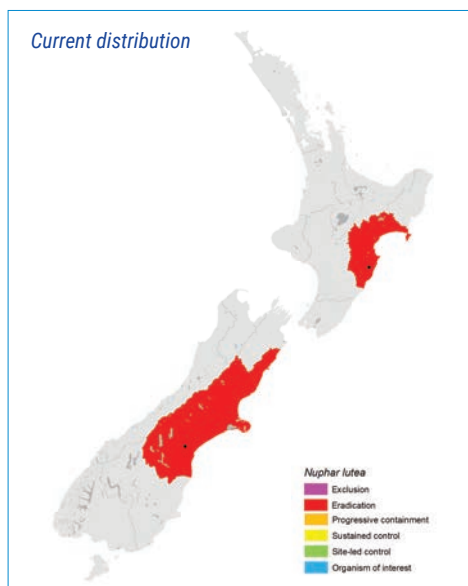 Current distribution
Nuphar lutea
Exclusion
Eradication
Progressive containment
Sustained control
Site-led control
Organism of interest